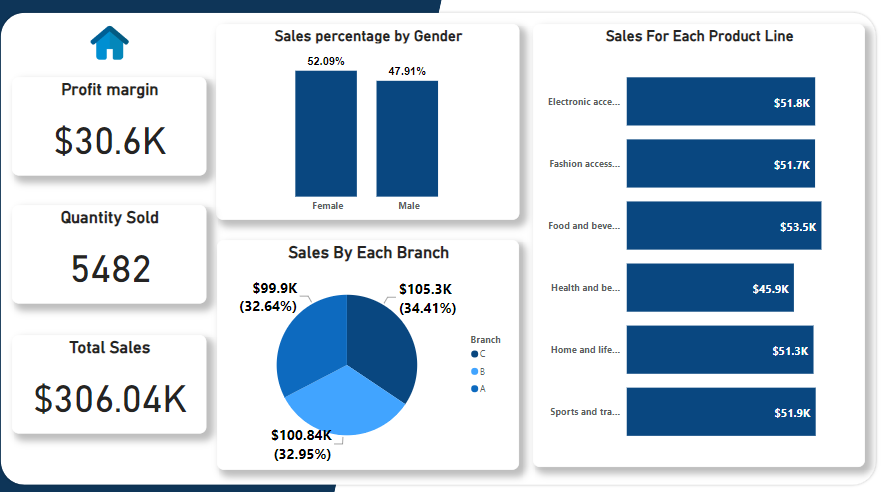 Profit margin
$30.6K
Quantity Sold
5482
Total Sales
$306.04K
Sales percentage by Gender
52.09%
47.91%
Female
Male
Sales By Each Branch
$99.9K
(32.64%)
$105.3K
(34.41%)
$100.84K
(32.95%)
Branch
C
B
A
Sales For Each Product Line
Electronic acce... $51.8K
Fashion access... $51.7K
Food and beve... $53.5K
Health and be... $45.9K
Home and life... $51.3K
Sports and tra... $51.9K